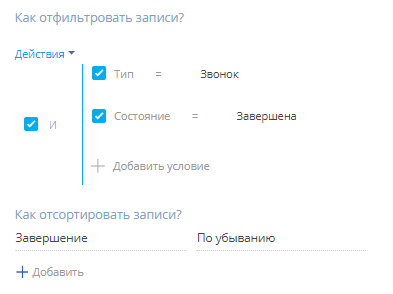 Как отфильтровать записи?
Действия
Тип = Звонок
И
Состояние = Завершена
Добавить условие
Как отсортировать записи?
Завершение По убыванию
Добавить